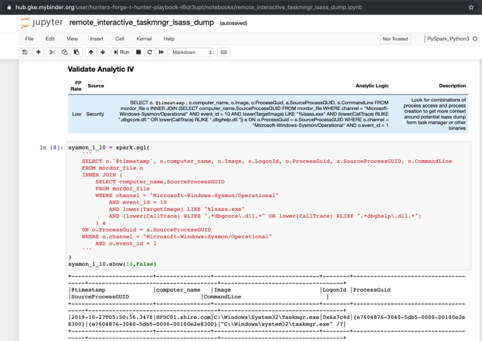 hub.gke.mybinder.org/user/hunters-forge-t-hunter-playbook-l6qt3upt/notebooks/remote_interactive_taskmngr_lsass_dump.ipynb
jupyter remote_interactive_taskmngr_lsass_dump (autosaved)
File Edit View Insert Cell Kernel Help
Not Trusted
PySpark_Python3
Run
Markdown
Validate Analytic IV
FP Rate Source Analytic Logic Description
Low Security
SELECT o.`@timestamp`, o.computer_name, o.Image, o.ProcessGuid, a.SourceProcessGUID, o.CommandLine FROM
mordor_file o INNER JOIN (SELECT computer_name,SourceProcessGUID FROM mordor_file WHERE channel = "Microsoft-
Windows-Sysmon/Operational" AND event_id = 10 AND lower(TargetImage) LIKE "%lsass.exe" AND (lower(CallTrace) RLIKE
".*dbgcore\.dll.*" OR lower(CallTrace) RLIKE ".*dbghelp\.dll.*")) a ON o.ProcessGuid = a.SourceProcessGUID WHERE o.channel =
"Microsoft-Windows-Sysmon/Operational" AND o.event_id = 1
Look for combinations of
process access and process
creation to get more context
around potential lsass dump
form task manager or other
binaries
In [8]: sysmon_1_10 = spark.sql(
'''
SELECT o.`@timestamp`, o.computer_name, o.Image, o.LogonId, o.ProcessGuid, a.SourceProcessGUID, o.CommandLine
FROM mordor_file o
INNER JOIN (
SELECT computer_name,SourceProcessGUID
FROM mordor_file
WHERE channel = "Microsoft-Windows-Sysmon/Operational"
AND event_id = 10
AND lower(TargetImage) LIKE "%lsass.exe"
AND (lower(CallTrace) RLIKE ".*dbgcore\.dll.*" OR lower(CallTrace) RLIKE ".*dbghelp\.dll.*")
) a
ON o.ProcessGuid = a.SourceProcessGUID
WHERE o.channel = "Microsoft-Windows-Sysmon/Operational"
AND o.event_id = 1
'''
)
sysmon_1_10.show(10,False)
|@timestamp |computer_name |Image |LogonId |ProcessGuid
|SourceProcessGUID |CommandLine |
|2019-10-27T05:50:56.347Z|HFDC01.shire.com|C:\Windows\System32\Taskmgr.exe|0x6a7c6d|{e7604876-3040-5db5-0000-00100e2e
8300}|{e7604876-3040-5db5-0000-00100e2e8300}|"C:\Windows\system32\taskmgr.exe" /7|